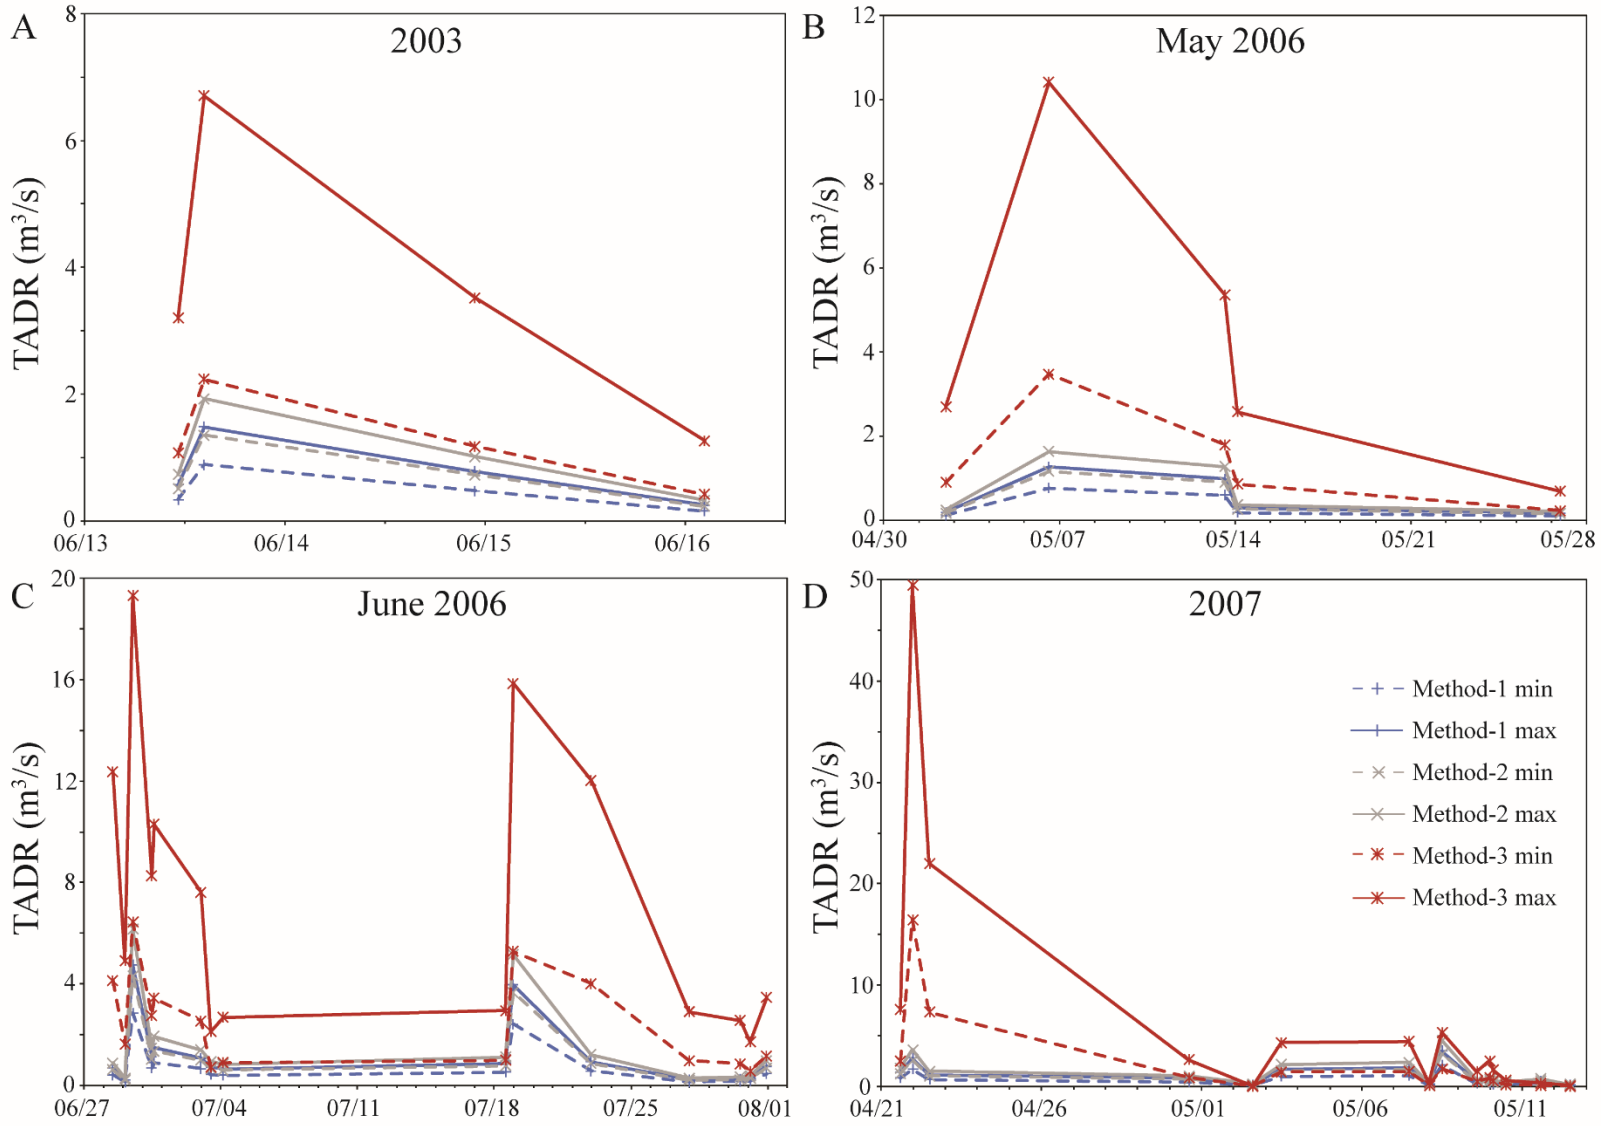 A
2003
TADR (m³/s)
8
6
4
2
0
06/13
06/14
06/15
06/16
B
May 2006
TADR (m³/s)
12
10
8
6
4
2
0
04/30
05/07
05/14
05/21
05/28
C
June 2006
TADR (m³/s)
20
16
12
8
4
0
06/27
07/04
07/11
07/18
07/25
08/01
D
2007
TADR (m³/s)
50
40
30
20
10
0
04/21
04/26
05/01
05/06
05/11
Method-1 min
Method-1 max
Method-2 min
Method-2 max
Method-3 min
Method-3 max